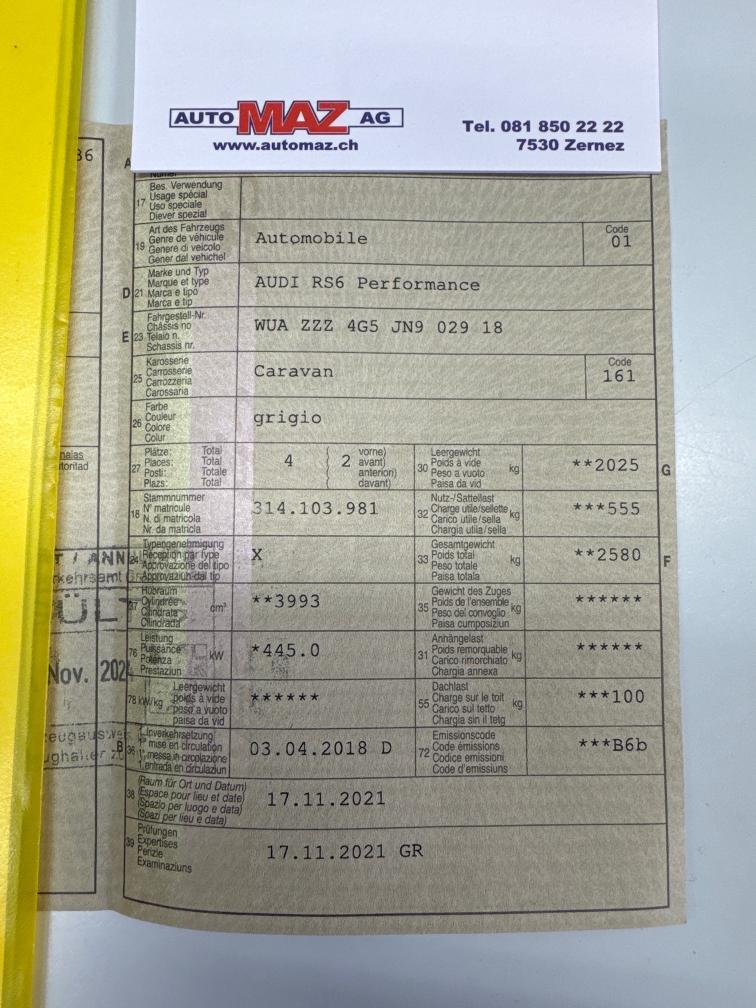 AUTO MAZ AG
www.automaz.ch
Tel. 081 850 22 22
7530 Zernez
36
A
Bes. Verwendung
Usage spécial
17 Uso speciale
Diever spezial
Art des Fahrzeugs
Genre de véhicule
19 Genere di veicolo
Gener dal vehichel
Automobile
Code
01
Marke und Typ
Marque et type
D 21 Marca e tipo
Marca e tip
AUDI RS6 Performance
Fahrgestell-Nr.
Châssis no
E 23 Telaio n.
Schassis nr.
WUA ZZZ 4G5 JN9 029 18
Karosserie
Carrosserie
25 Carrozzeria
Carossaria
Caravan
Code
161
Farbe
Couleur
26 Colore
Colur
grigio
Plätze: Total
Places: Total
27 Posti: Totale
Plazs: Total
4
2
vorne)
avant)
anteriori)
davant)
Leergewicht
Poids à vide
30 Peso a vuoto kg
Paisa da vid
**2025
G
Stammnummer
N° matricule
18 N. di matricola
Nr. da matricla
314.103.981
Nutz-/Sattellast
Charge utile/sellette
32 Carico utile/sella kg
Chargia utila/sella
***555
Typengenehmigung
24 Réception par type
Approvazione del tipo
Approvaziun dal tip
X
Gesamtgewicht
Poids total
33 Peso totale kg
Paisa totala
**2580
F
Hubraum
37 Cylindrée cm³
Cilindrata
Cilindrada
**3993
Gewicht des Zuges
Poids de l'ensemble
35 Peso del convoglio kg
Paisa cumposiziun
******
Leistung
76 Puissance kW
Potenza
Prestaziun
*445.0
Anhängelast
Poids remorquable
31 Carico rimorchiato kg
Chargia annexa
******
Leergewicht
78 kW/kg poids à vide
peso a vuoto
paisa da vid
******
Dachlast
Charge sur le toit
55 Carico sul tetto kg
Chargia sin il tetg
***100
1. Inverkehrsetzung
B 36 1re mise en circulation
1. messa in circolazione
1. entrada en circulaziun
03.04.2018 D
Emissionscode
Code émissions
72 Codice emissioni
Code d'emissiuns
***B6b
(Raum für Ort und Datum)
38 (Espace pour lieu et date)
(Spazio per luogo e data)
(Spazi per lieu e data)
17.11.2021
Prüfungen
39 Expertises
Perizie
Examinaziuns
17.11.2021 GR
Nov. 202